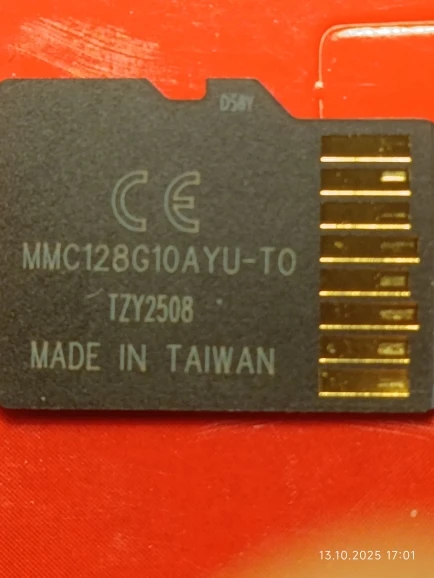 D58Y
CE
MMC128G10AYU-TO
TZY2508
MADE IN TAIWAN
13.10.2025 17:01